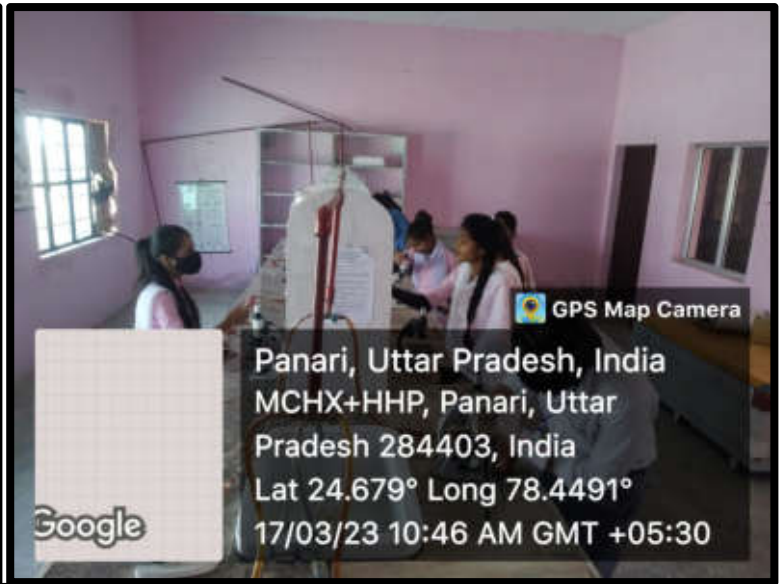 GPS Map Camera
Panari, Uttar Pradesh, India
MCHX+HHP, Panari, Uttar
Pradesh 284403, India
Lat 24.679° Long 78.4491°
17/03/23 10:46 AM GMT +05:30
Google